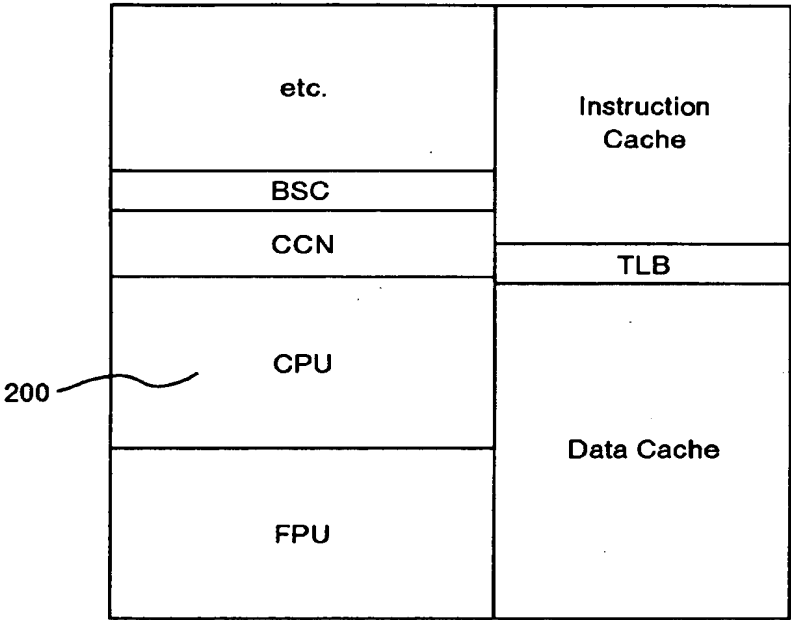 etc.
BSC
CCN
CPU
FPU
Instruction
Cache
TLB
Data Cache
200